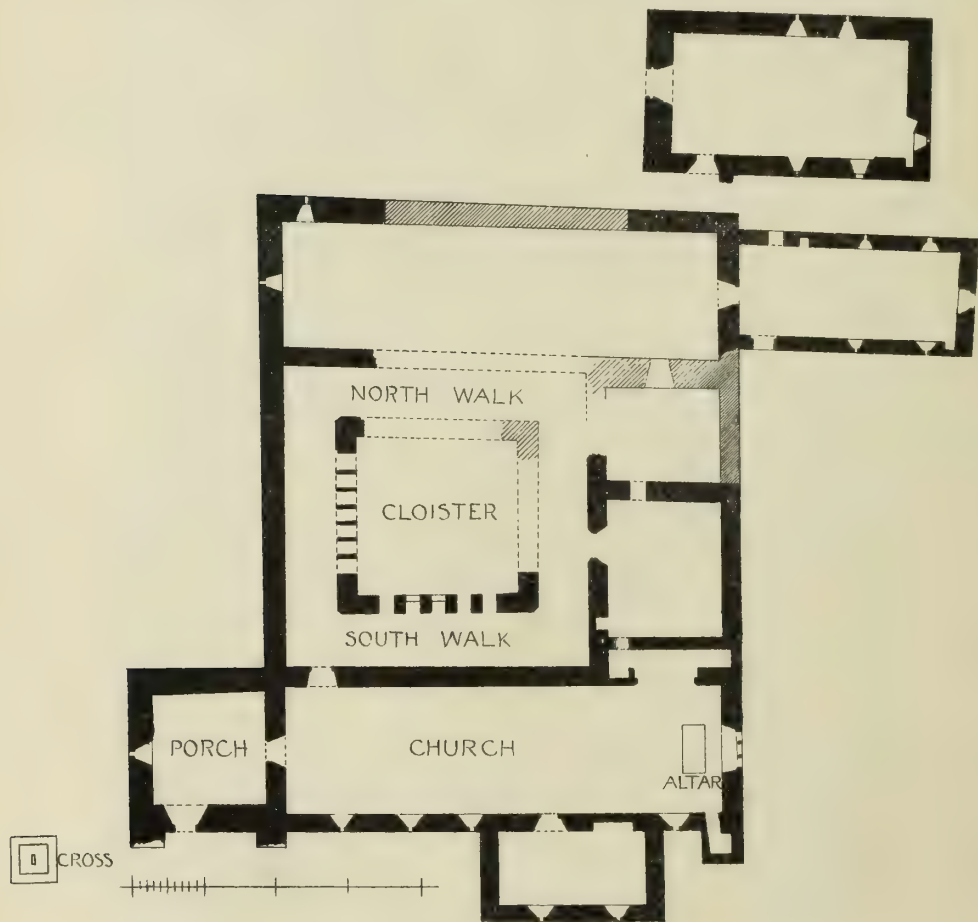 NORTH WALK
CLOISTER
SOUTH WALK
PORCH
CHURCH
ALTAR
CROSS